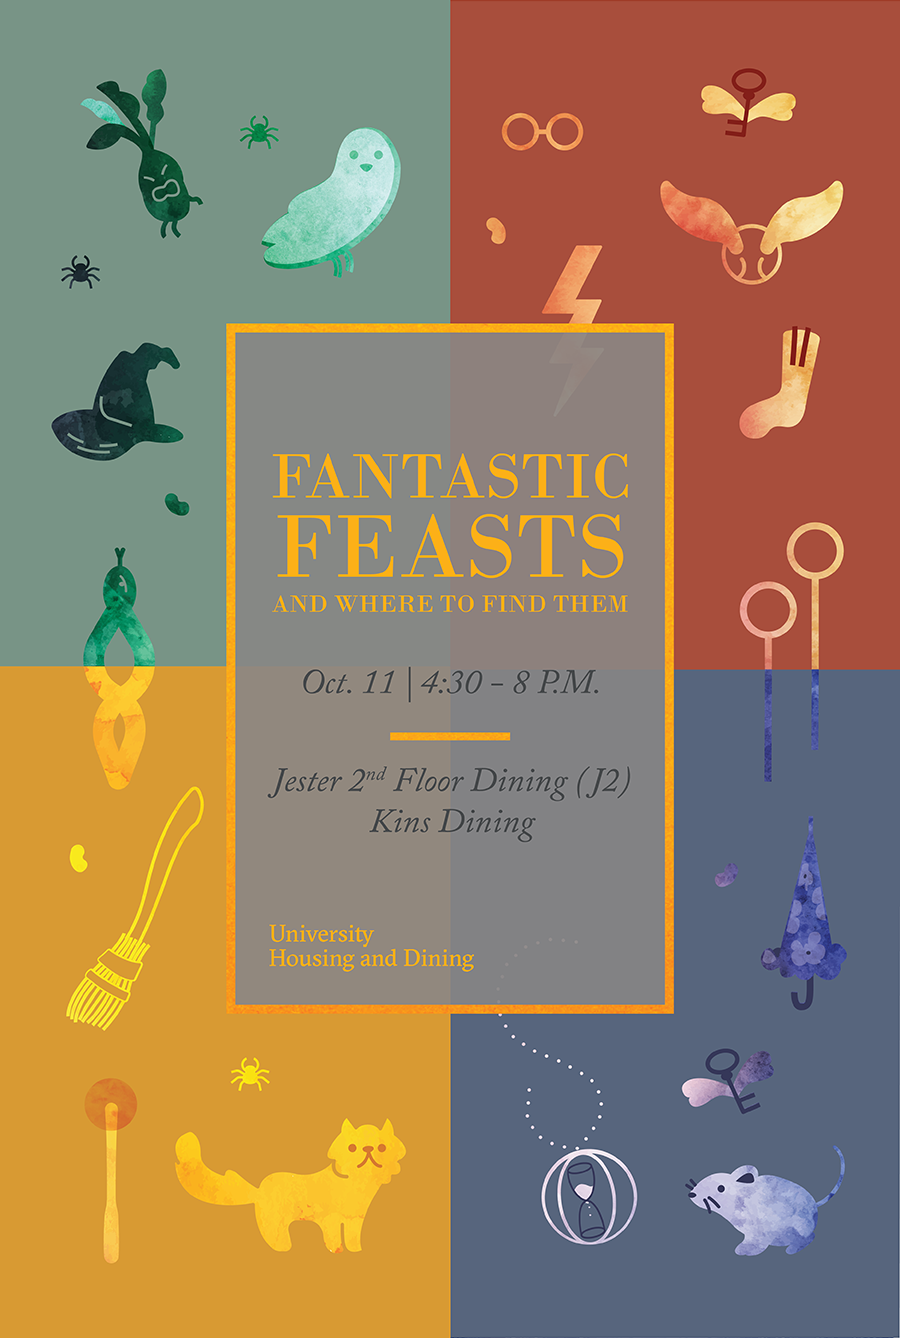 FANTASTIC
FEASTS
AND WHERE TO FIND THEM
Oct. 11 | 4:30 – 8 P.M.
Jester 2nd Floor Dining (J2)
Kins Dining
University
Housing and Dining